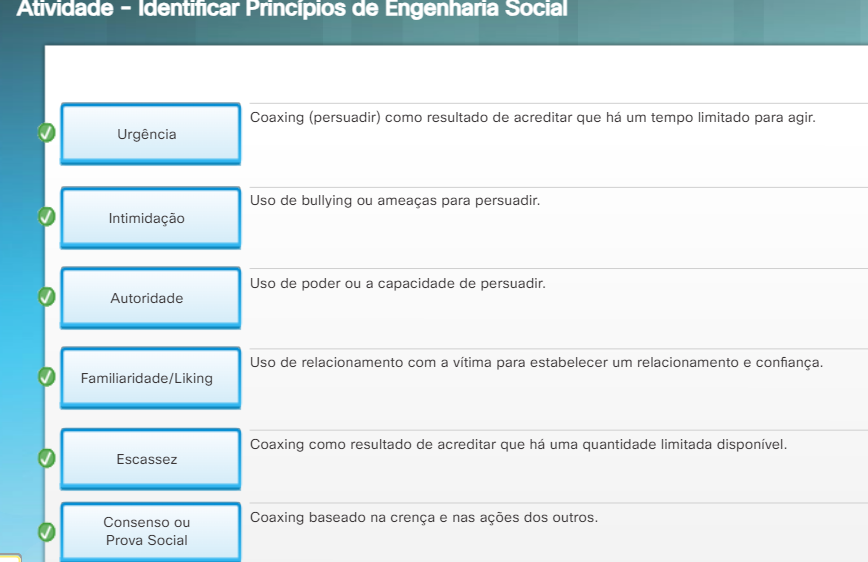 Atividade - Identificar Princípios de Engenharia Social
Urgência
Coaxing (persuadir) como resultado de acreditar que há um tempo limitado para agir.
Intimidação
Uso de bullying ou ameaças para persuadir.
Autoridade
Uso de poder ou a capacidade de persuadir.
Familiaridade/Liking
Uso de relacionamento com a vítima para estabelecer um relacionamento e confiança.
Escassez
Coaxing como resultado de acreditar que há uma quantidade limitada disponível.
Consenso ou
Prova Social
Coaxing baseado na crença e nas ações dos outros.